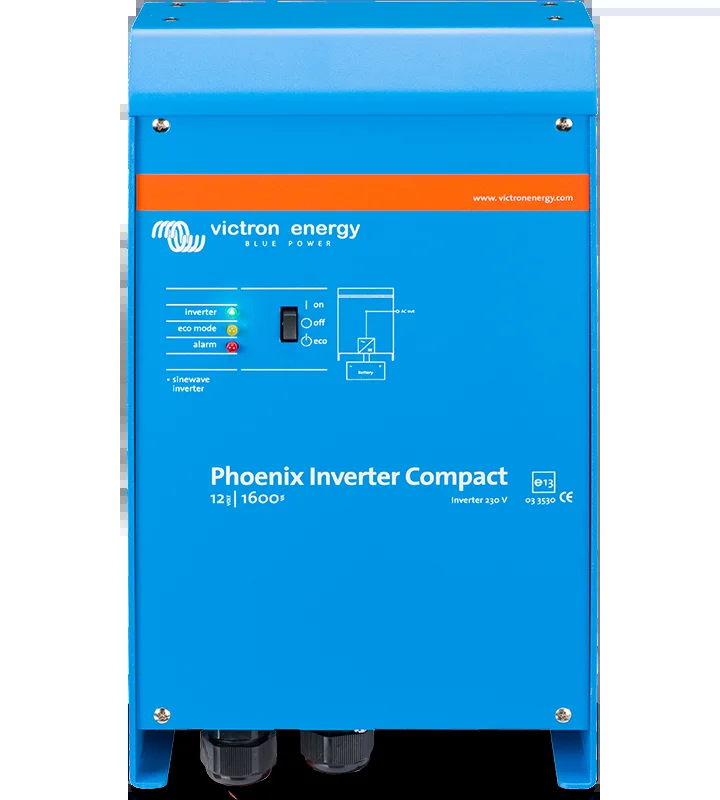 www.victronenergy.com
victron energy
BLUE POWER
inverter
eco mode
alarm
on
off
eco
AC out
Battery
• sinewave
inverter
Phoenix Inverter Compact
12 | 1600
Inverter 230 V
e13
03 3530 CE